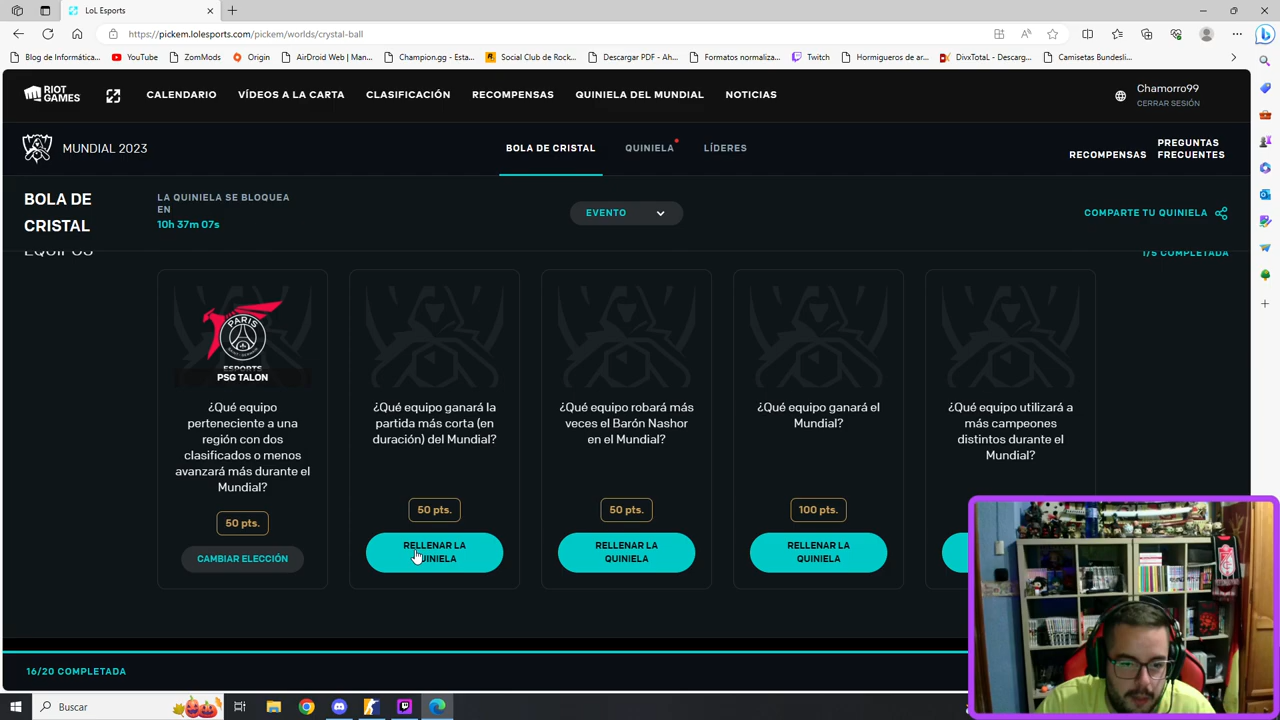 LoL Esports
https://pickem.lolesports.com/pickem/worlds/crystal-ball
Blog de Informática...
YouTube
ZomMods
Origin
AirDroid Web | Man...
Champion.gg - Esta...
Social Club de Rock...
Descargar PDF - Ah...
Formatos normaliza...
Twitch
Hormigueros de ar...
DivxTotaL - Descarg...
Camisetas Bundesli...
RIOT GAMES
CALENDARIO
VÍDEOS A LA CARTA
CLASIFICACIÓN
RECOMPENSAS
QUINIELA DEL MUNDIAL
NOTICIAS
Chamorro99
CERRAR SESIÓN
MUNDIAL 2023
BOLA DE CRISTAL
QUINIELA
LÍDERES
RECOMPENSAS
PREGUNTAS
FRECUENTES
BOLA DE
CRISTAL
LA QUINIELA SE BLOQUEA
EN
10h 37m 07s
EVENTO
COMPARTE TU QUINIELA
EQUIPOS
1/5 COMPLETADA
PARIS
ESPORTS
PSG TALON
¿Qué equipo
perteneciente a una
región con dos
clasificados o menos
avanzará más durante el
Mundial?
50 pts.
CAMBIAR ELECCIÓN
¿Qué equipo ganará la
partida más corta (en
duración) del Mundial?
50 pts.
RELLENAR LA
QUINIELA
¿Qué equipo robará más
veces el Barón Nashor
en el Mundial?
50 pts.
RELLENAR LA
QUINIELA
¿Qué equipo ganará el
Mundial?
100 pts.
RELLENAR LA
QUINIELA
¿Qué equipo utilizará a
más campeones
distintos durante el
Mundial?
16/20 COMPLETADA
Buscar